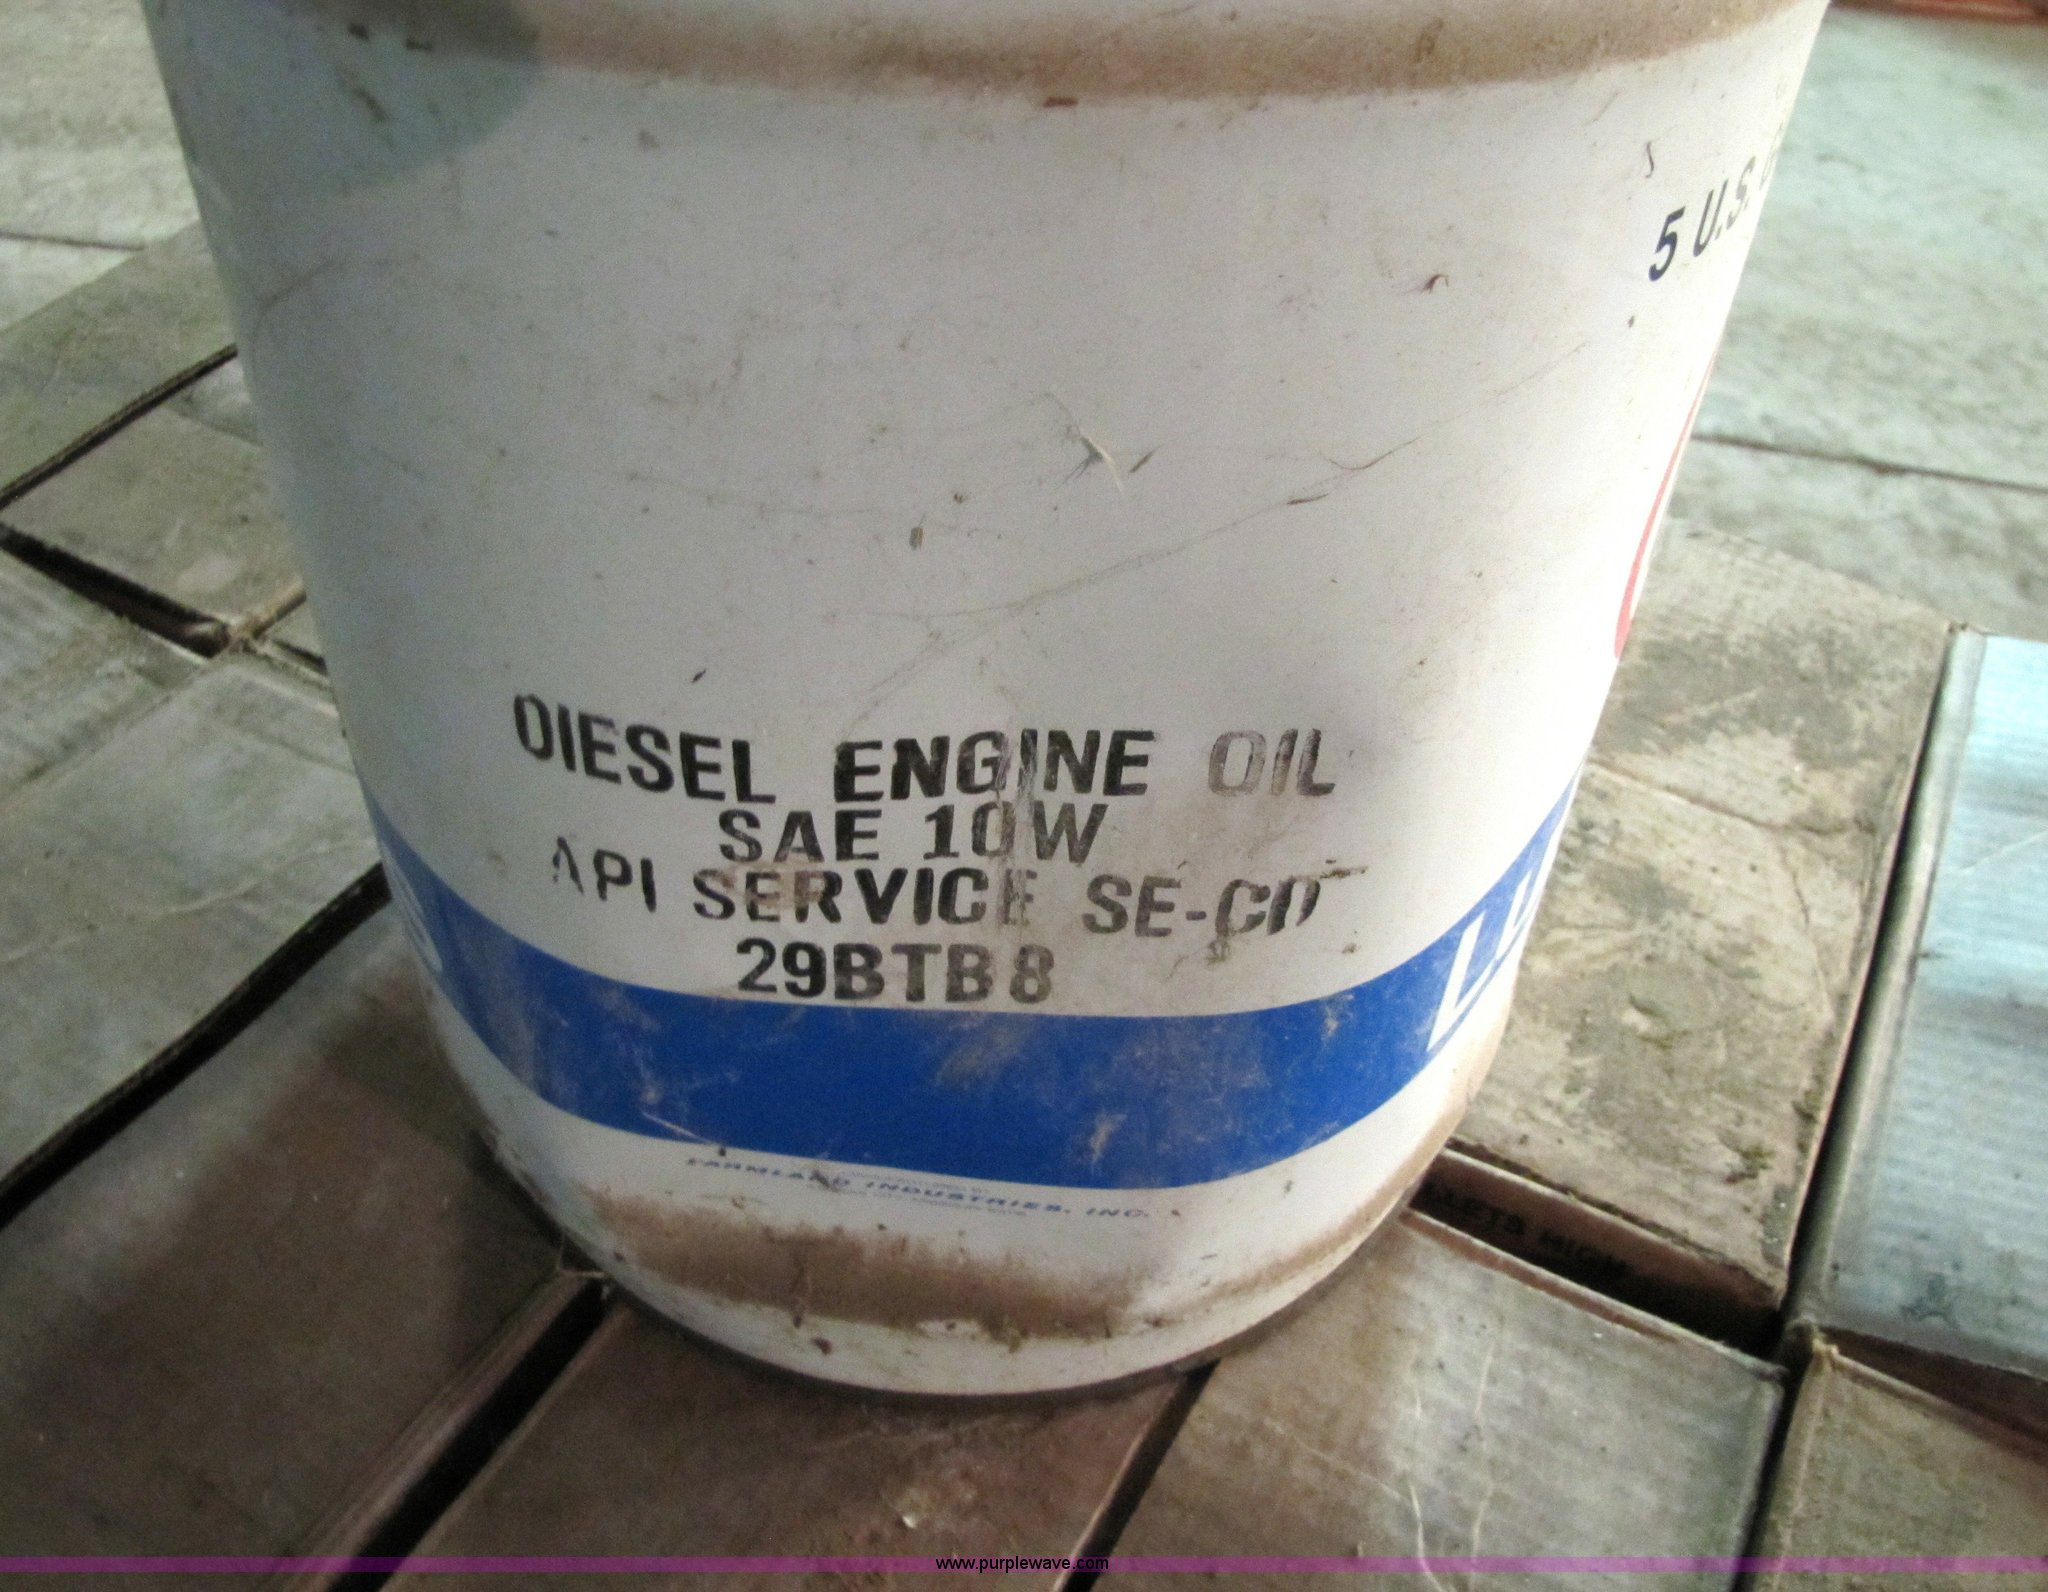 5 U.S.
DIESEL ENGINE OIL
SAE 10W
API SERVICE SE-CD
29BTB8
FARMLAND INDUSTRIES, INC.
www.purplewave.com